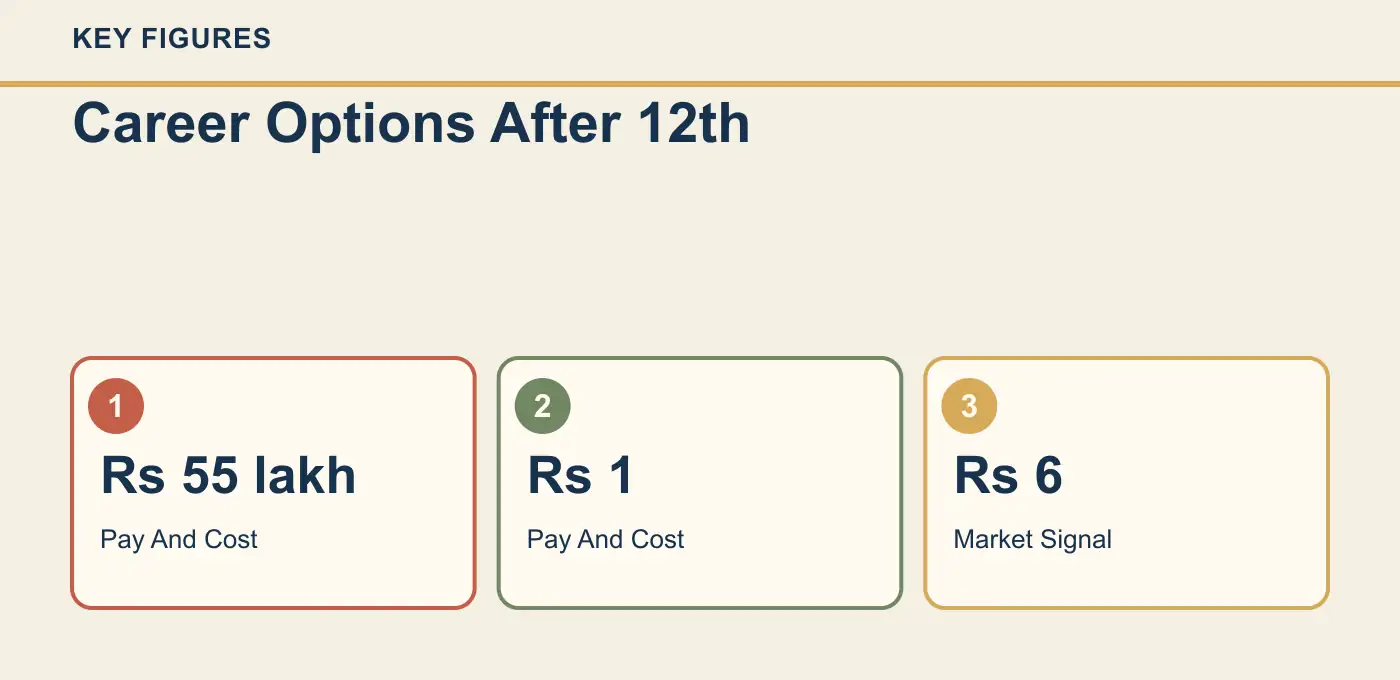 KEY FIGURES
Career Options After 12th
1
Rs 55 lakh
Pay And Cost
2
Rs 1
Pay And Cost
3
Rs 6
Market Signal